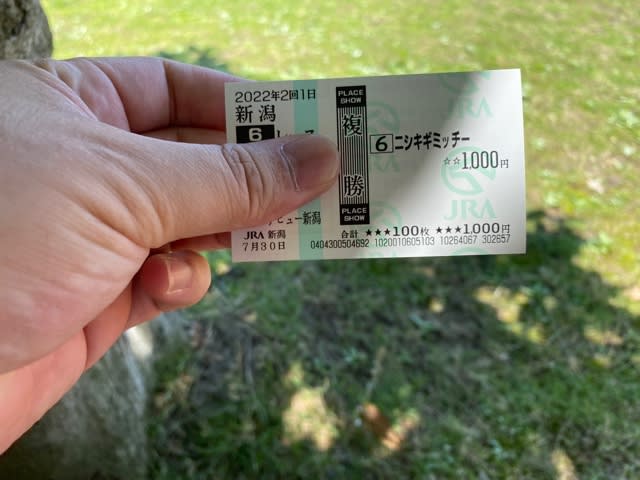 2022年2回1日
新潟
6 レース
ビュー新潟
JRA 新潟
7月30日
PLACE
SHOW
複
勝
PLACE
SHOW
6 ニシキギミッチー
☆☆1,000円
JRA
JRA
合計 ★★★100枚 ★★★1,000円
0404300504692 1020010605103 10264067 302657